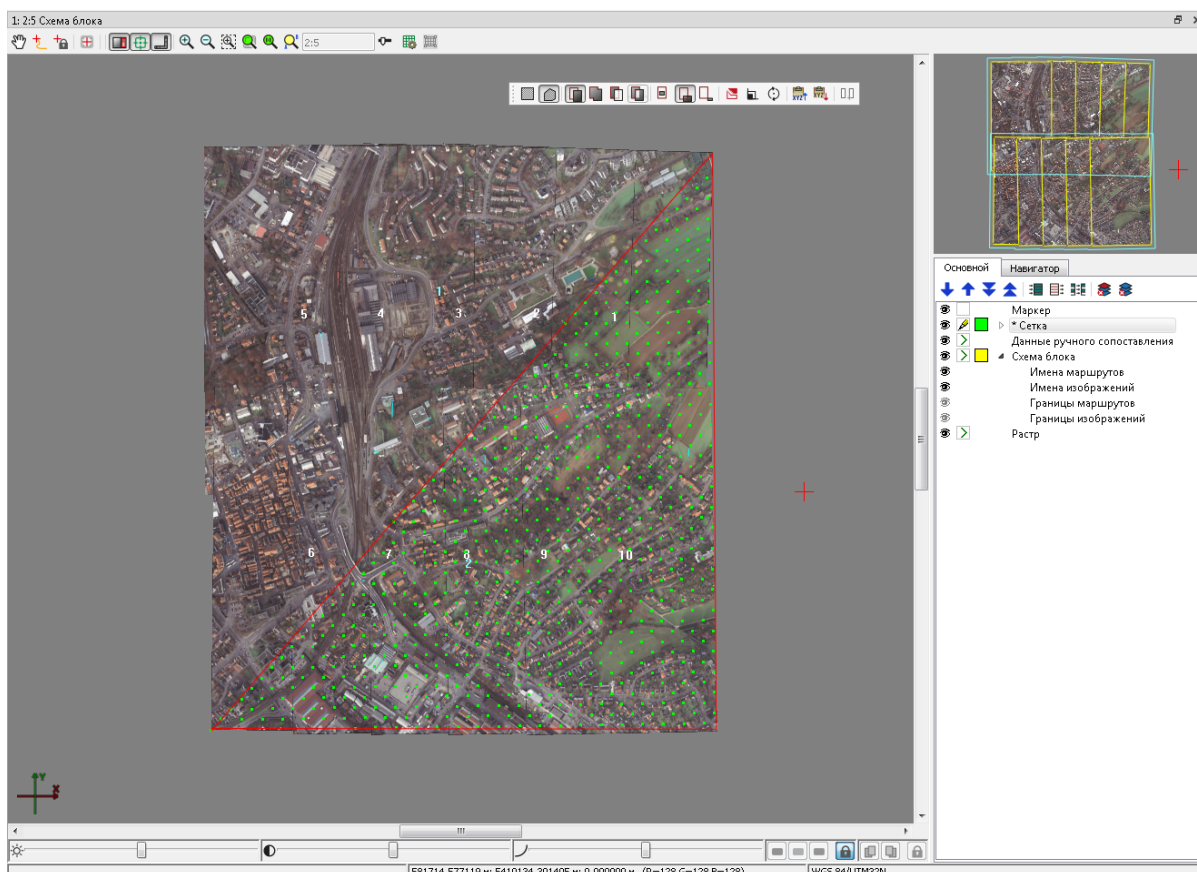 1: 2:5 Схема блока
2:5
Основной
Навигатор
Маркер
* Сетка
Данные ручного сопоставления
Схема блока
Имена маршрутов
Имена изображений
Границы маршрутов
Границы изображений
Растр
1
5
4
3
2
1
6
7
8
9
10
2
Y
X
WGS 84/UTM32N